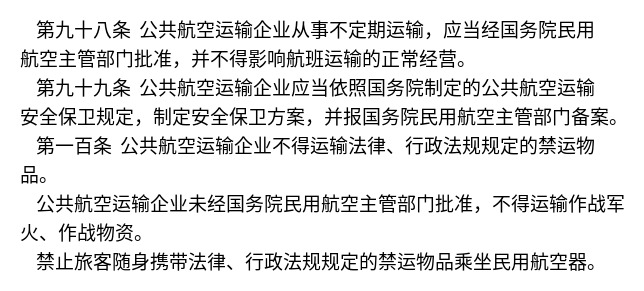 第九十八条 公共航空运输企业从事不定期运输，应当经国务院民用
航空主管部门批准，并不得影响航班运输的正常经营。
第九十九条 公共航空运输企业应当依照国务院制定的公共航空运输
安全保卫规定，制定安全保卫方案，并报国务院民用航空主管部门备案。
第一百条 公共航空运输企业不得运输法律、行政法规规定的禁运物
品。
公共航空运输企业未经国务院民用航空主管部门批准，不得运输作战军
火、作战物资。
禁止旅客随身携带法律、行政法规规定的禁运物品乘坐民用航空器。